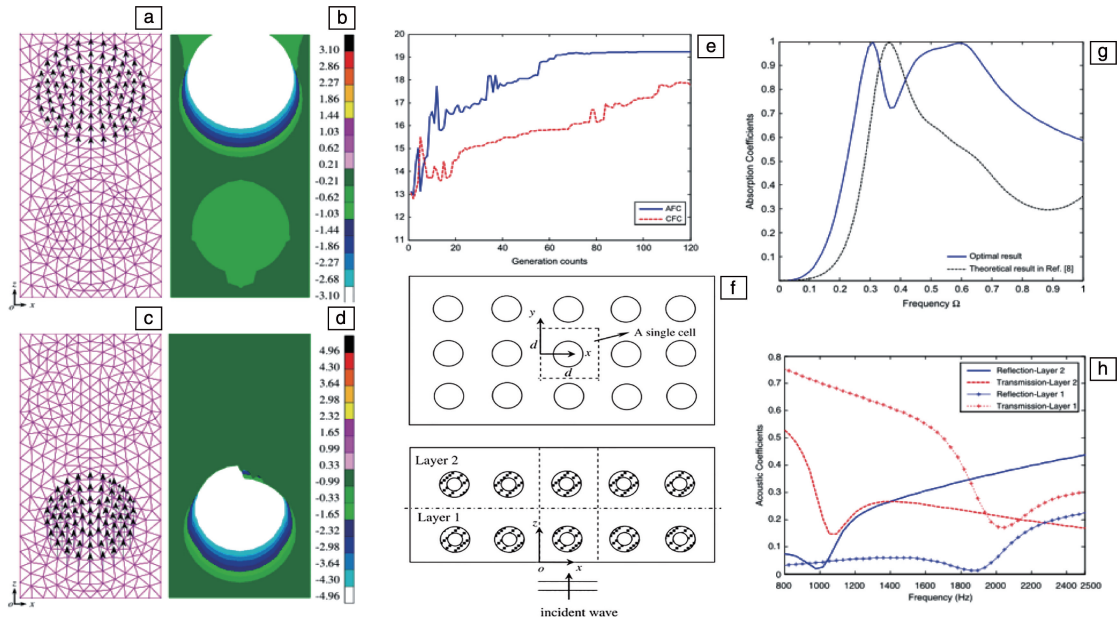 a
b
3.10
2.86
1.86
1.44
1.03
0.62
0.21
-0.21
-0.62
-1.03
-1.44
-1.86
-2.27
-2.68
-3.10
z
o
x
c
d
4.96
4.30
3.98
2.98
2.32
1.65
0.99
0.33
-0.99
-0.33
-1.65
-2.32
-2.98
-3.64
-4.30
-4.96
z
o
x
e
20
19
18
17
16
15
14
13
12
11
0
20
40
60
80
100
120
AFC
CFC
Generation counts
f
y
d
x
d
A single cell
Layer 2
Layer 1
z
o
x
incident wave
g
Absorption Coefficients
1
0.9
0.8
0.7
0.6
0.5
0.4
0.3
0.2
0.1
0
0.1
0.2
0.3
0.4
0.5
0.6
0.7
0.8
0.9
1
Optimal result
Theoretical result in Ref. [8]
Frequency Ω
h
Acoustic Coefficients
0.8
0.7
0.6
0.5
0.4
0.3
0.2
0.1
0
800
1000
1200
1400
1600
1800
2000
2200
2400 2500
Reflection-Layer 2
Transmission-Layer 2
Reflection-Layer 1
Transmission-Layer 1
Frequency (Hz)